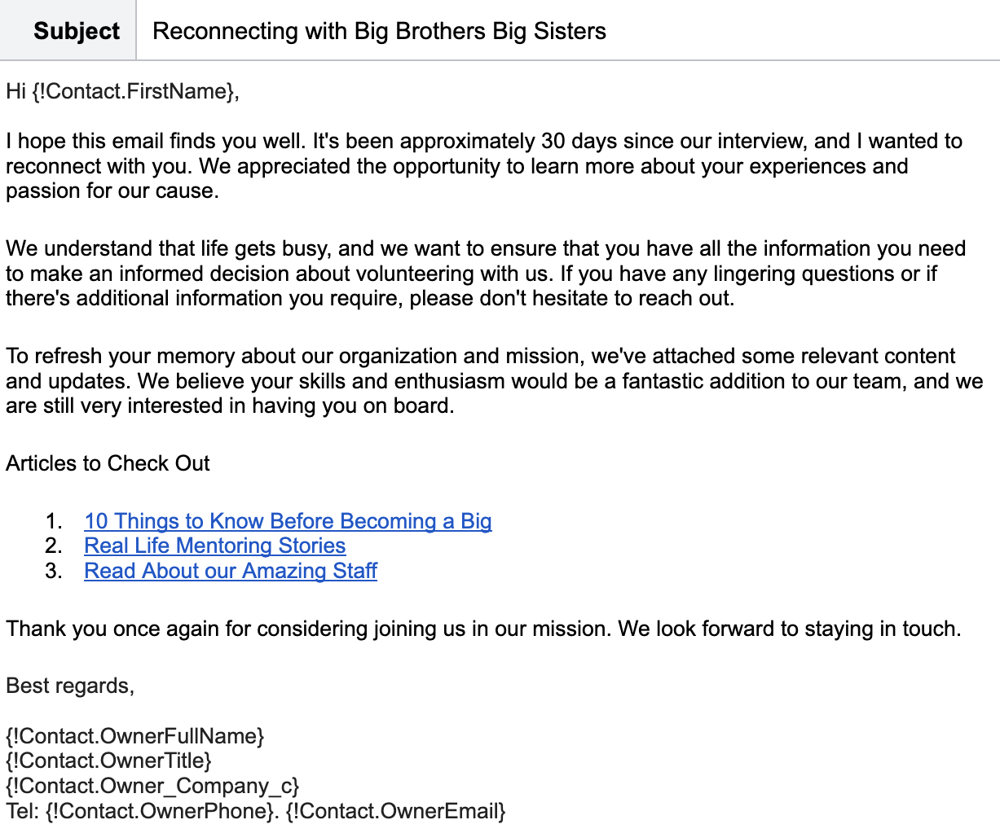 Subject Reconnecting with Big Brothers Big Sisters
Hi {!Contact.FirstName},
I hope this email finds you well. It's been approximately 30 days since our interview, and I wanted to
reconnect with you. We appreciated the opportunity to learn more about your experiences and
passion for our cause.
We understand that life gets busy, and we want to ensure that you have all the information you need
to make an informed decision about volunteering with us. If you have any lingering questions or if
there's additional information you require, please don't hesitate to reach out.
To refresh your memory about our organization and mission, we've attached some relevant content
and updates. We believe your skills and enthusiasm would be a fantastic addition to our team, and we
are still very interested in having you on board.
Articles to Check Out
1. 10 Things to Know Before Becoming a Big
2. Real Life Mentoring Stories
3. Read About our Amazing Staff
Thank you once again for considering joining us in our mission. We look forward to staying in touch.
Best regards,
{!Contact.OwnerFullName}
{!Contact.OwnerTitle}
{!Contact.Owner_Company_c}
Tel: {!Contact.OwnerPhone}. {!Contact.OwnerEmail}